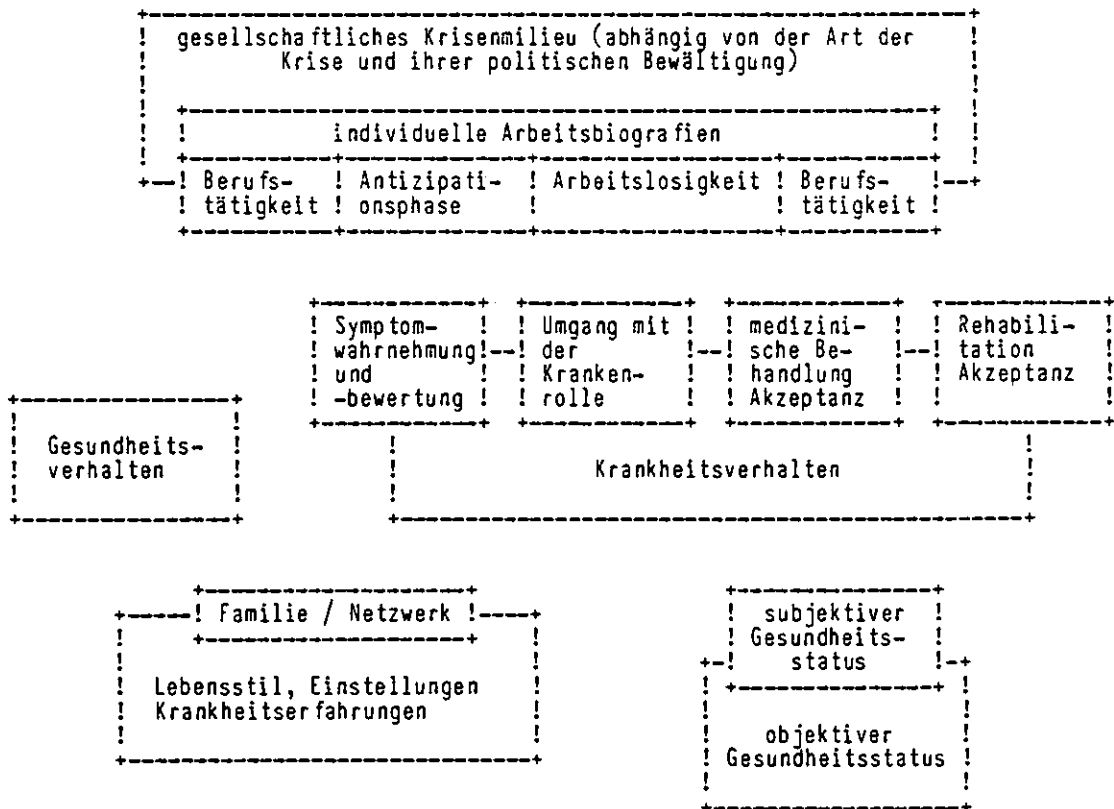 gesellschaftliches Krisenmilieu (abhängig von der Art der
Krise und ihrer politischen Bewältigung)
individuelle Arbeitsbiografien
Berufs-
tätigkeit
Antizipati-
onsphase
Arbeitslosigkeit
Berufs-
tätigkeit
Symptom-
wahrnehmung
und
-bewertung
Umgang mit
der
Kranken-
rolle
medizini-
sche Be-
handlung
Akzeptanz
Rehabili-
tation
Akzeptanz
Gesundheits-
verhalten
Krankheitsverhalten
Familie / Netzwerk
Lebensstil, Einstellungen
Krankheitserfahrungen
subjektiver
Gesundheits-
status
objektiver
Gesundheitsstatus